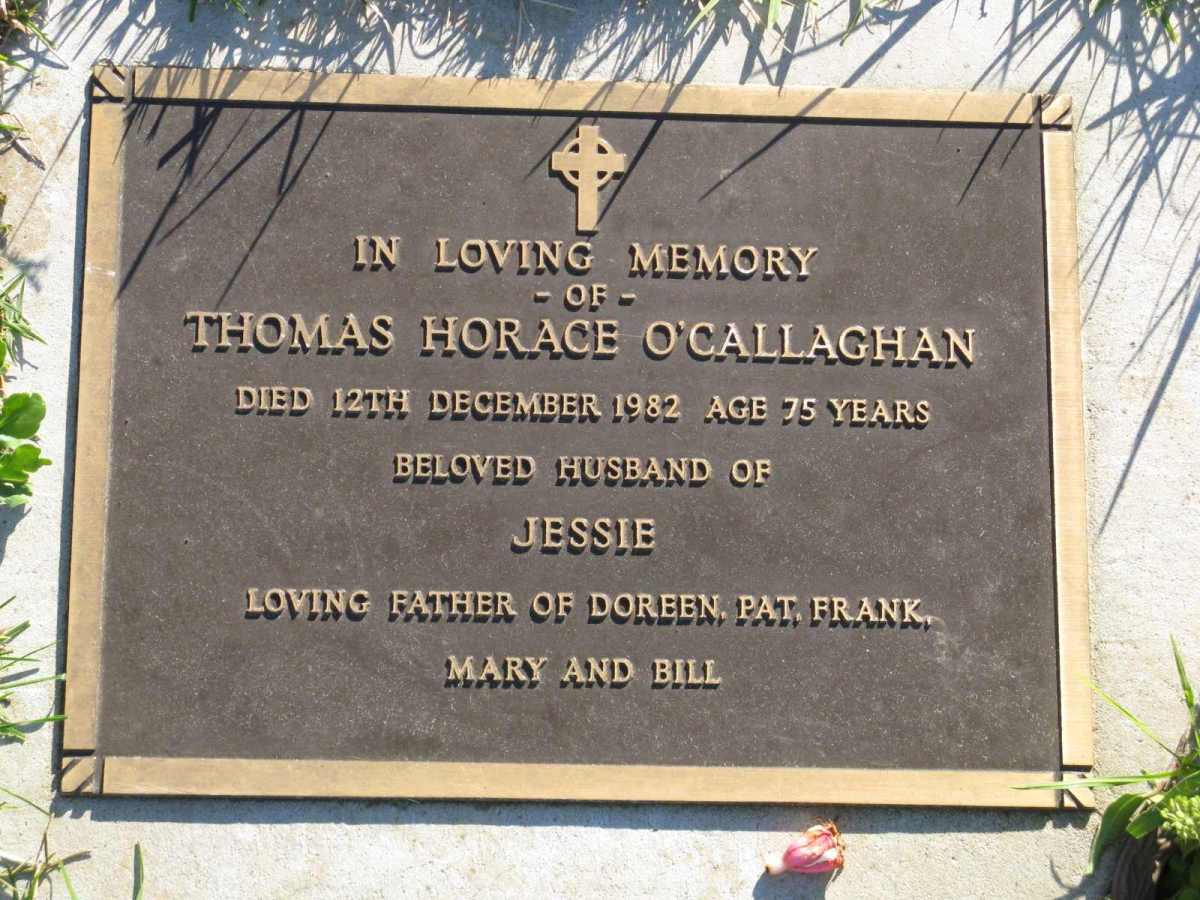 IN LOVING MEMORY
- OF -
THOMAS HORACE O'CALLAGHAN
DIED 12TH DECEMBER 1982 AGE 75 YEARS
BELOVED HUSBAND OF
JESSIE
LOVING FATHER OF DOREEN, PAT, FRANK,
MARY AND BILL